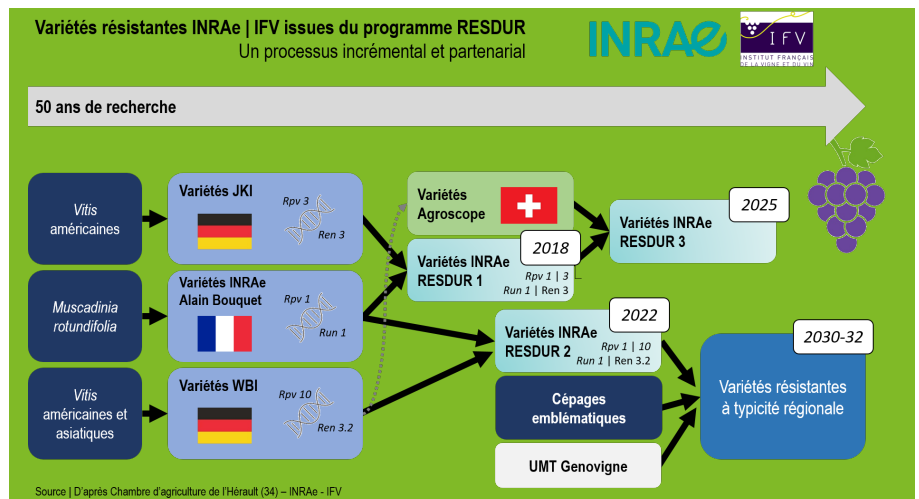 Variétés résistantes INRAe | IFV issues du programme RESDUR
Un processus incrémental et partenarial
INRAE
IFV
INSTITUT FRANÇAIS
DE LA VIGNE ET DU VIN
50 ans de recherche
Vitis
américaines
Variétés JKI
Rpv 3
Ren 3
Variétés
Agroscope
Variétés INRAe
RESDUR 3
2025
Muscadinia
rotundifolia
Variétés INRAe
Alain Bouquet
Rpv 1
Run 1
Variétés INRAe
RESDUR 1
2018
Rpv 1 | 3
Run 1 | Ren 3
Variétés INRAe
RESDUR 2
2022
Rpv 1 | 10
Run 1 | Ren 3.2
Vitis
américaines et
asiatiques
Variétés WBI
Rpv 10
Ren 3.2
Cépages
emblématiques
UMT Genovigne
2030-32
Variétés résistantes
à typicité régionale
Source | D'après Chambre d'agriculture de l'Hérault (34) – INRAe - IFV